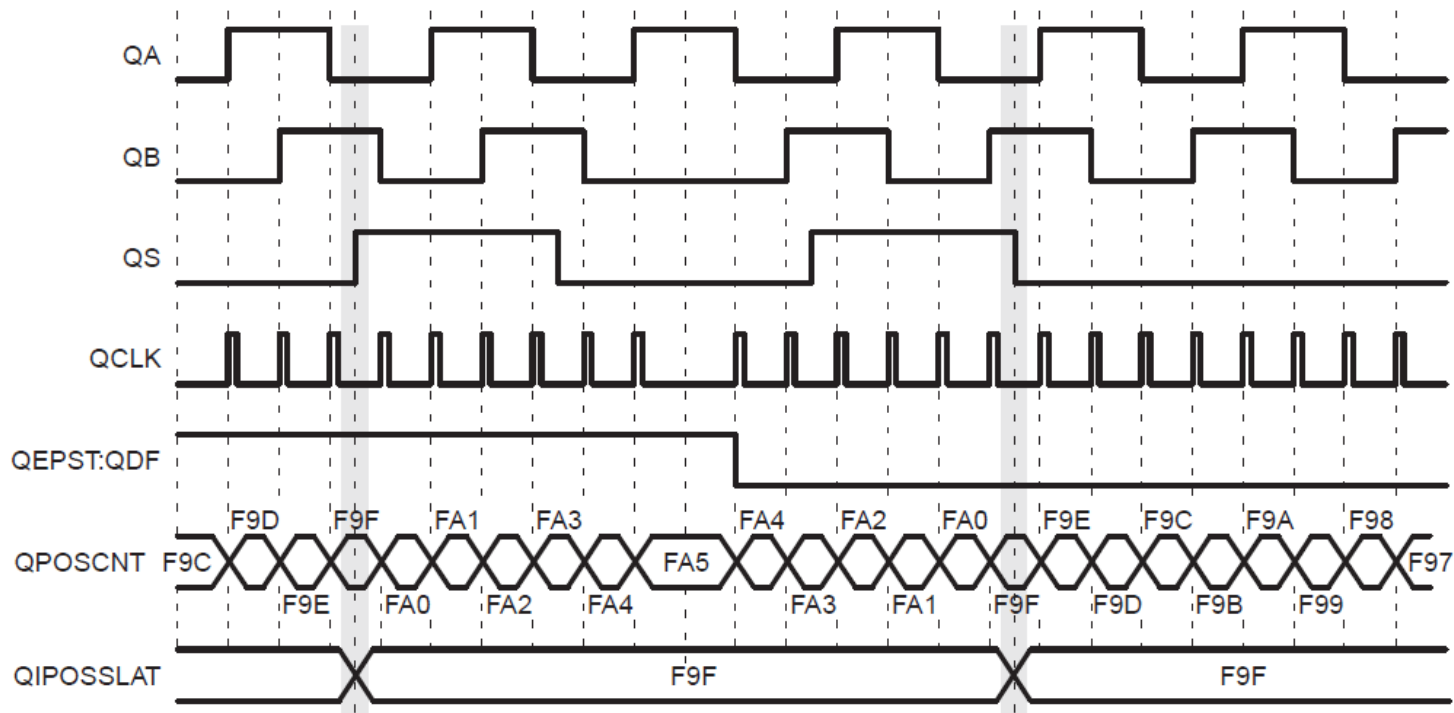 QA
QB
QS
QCLK
QEPST:QDF
F9D F9F FA1 FA3 FA4 FA2 FA0 F9E F9C F9A F98
QPOSCNT F9C FA5 F97
F9E FA0 FA2 FA4 FA3 FA1 F9F F9D F9B F99
QIPOSSLAT F9F F9F